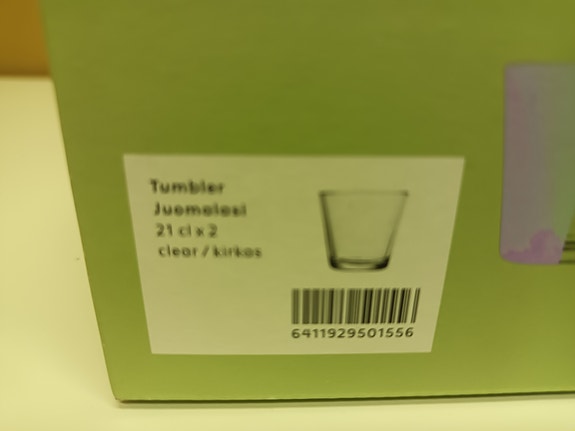 Tumbler
Juomalasi
21 cl x 2
clear / kirkas
6411929501556